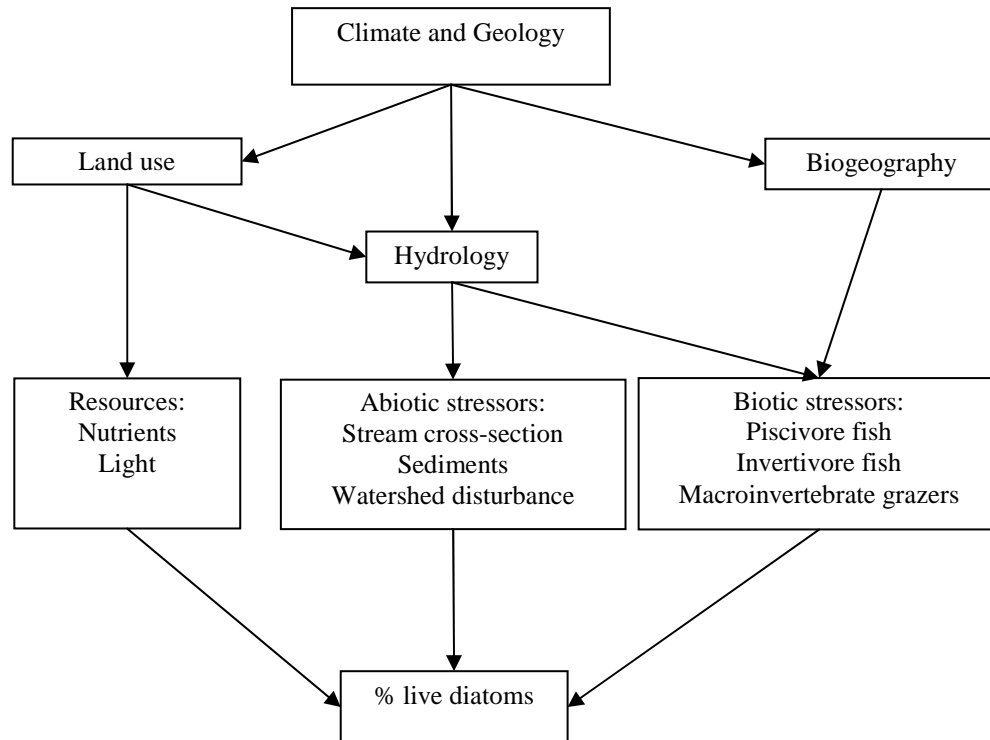 Climate and Geology
Land use
Biogeography
Hydrology
Resources:
Nutrients
Light
Abiotic stressors:
Stream cross-section
Sediments
Watershed disturbance
Biotic stressors:
Piscivore fish
Invertivore fish
Macroinvertebrate grazers
% live diatoms